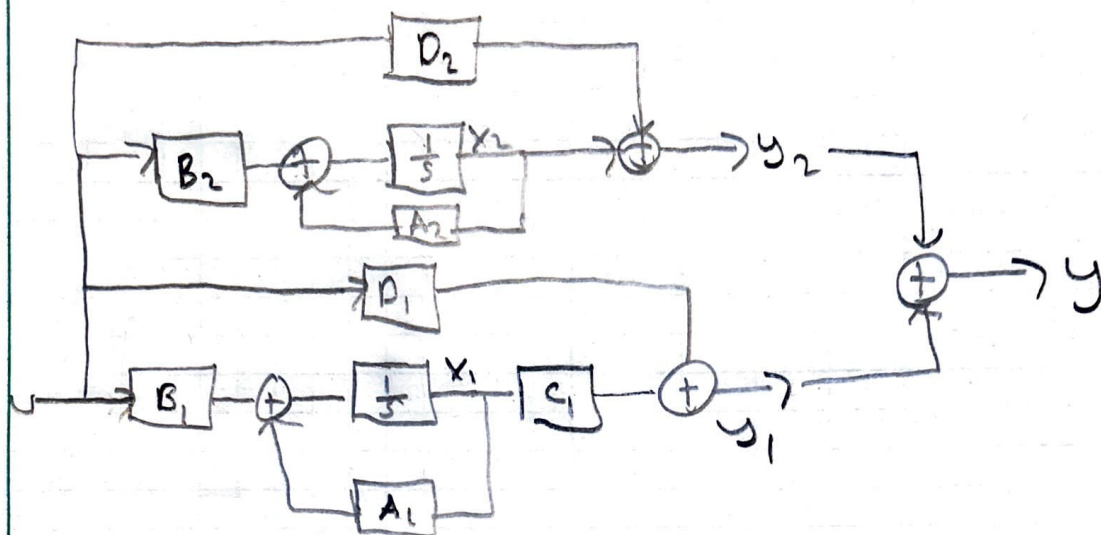 D₂
B₂ + 1/s x₂ + y₂
A₂
D₁
+ y
u B₁ + 1/s x₁ C₁ + y₁
A₁